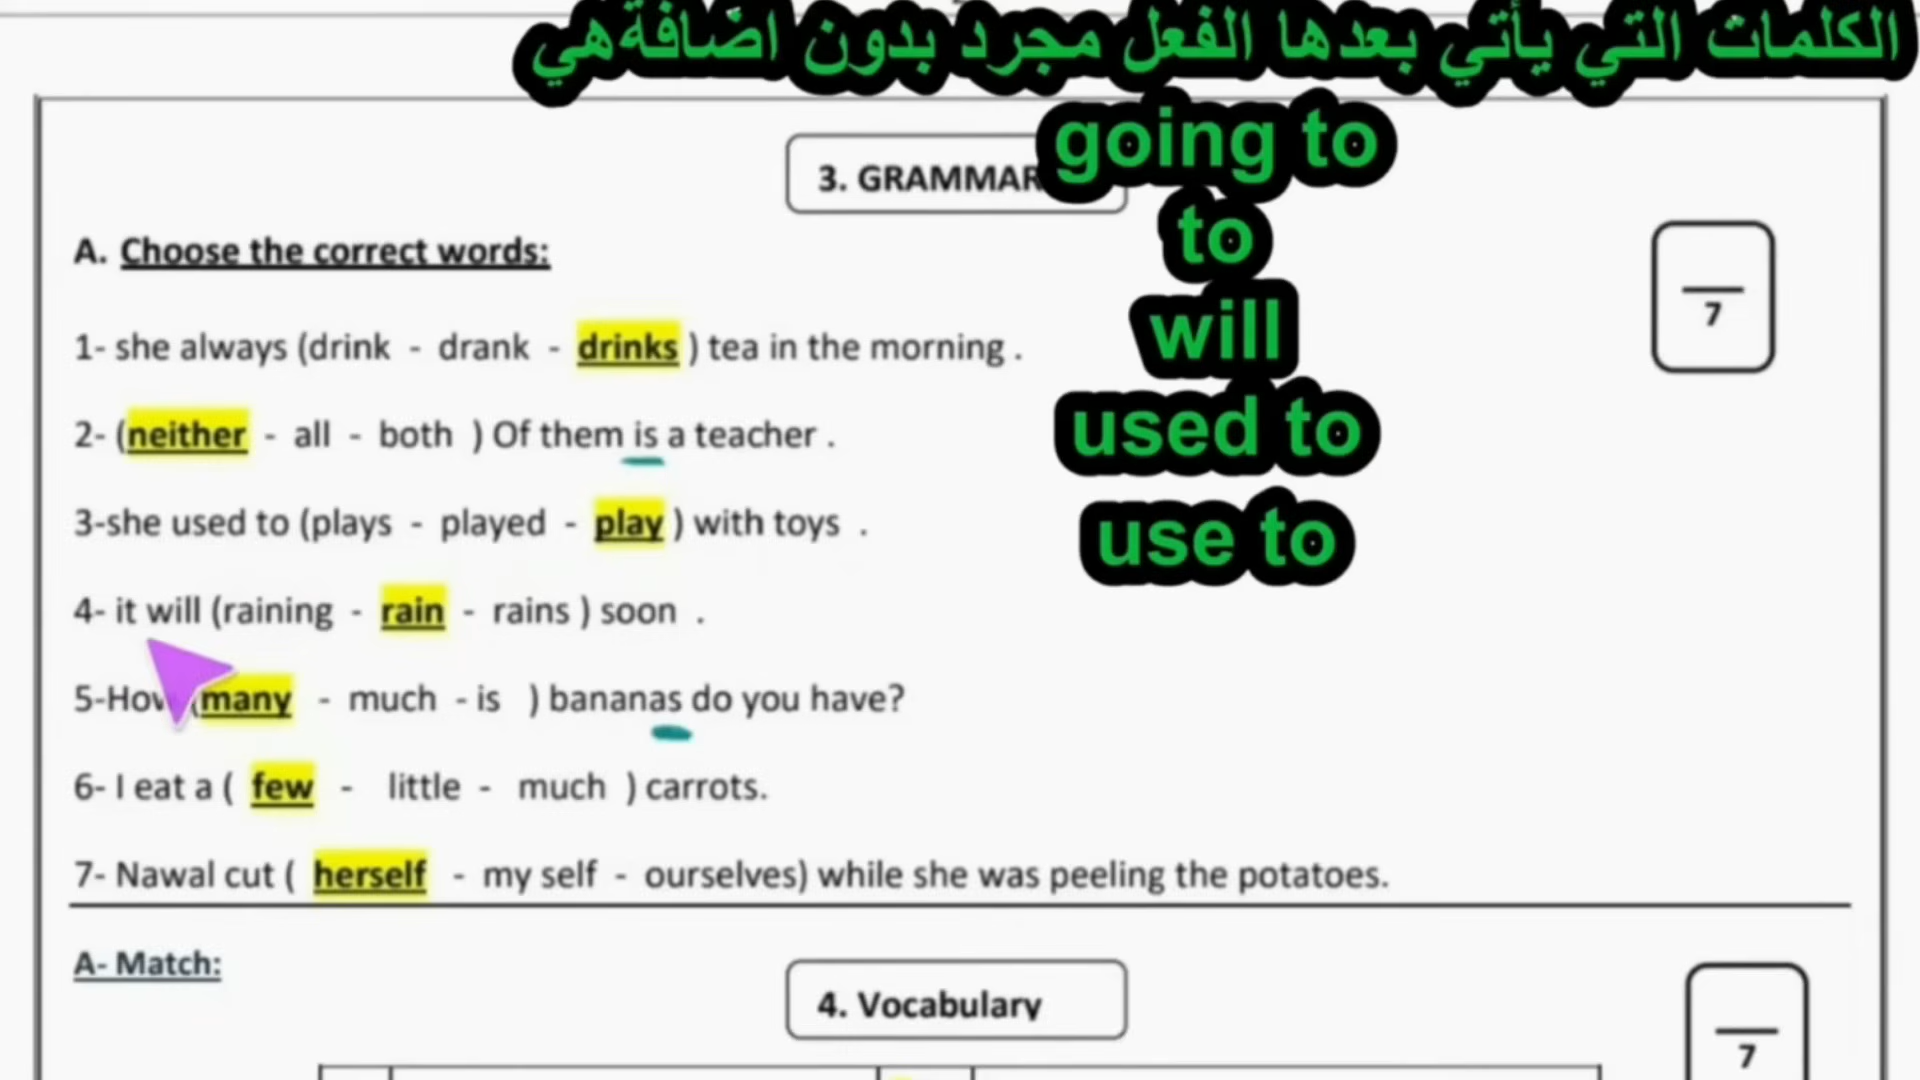 الكلمات التي يأتي بعدها الفعل مجرد بدون اضافة هي
going to
to
will
used to
use to
3. GRAMMAR
A. Choose the correct words:
7
1- she always (drink - drank - drinks ) tea in the morning .
2- (neither - all - both ) Of them is a teacher .
3-she used to (plays - played - play ) with toys .
4- it will (raining - rain - rains ) soon .
5-How (many - much - is ) bananas do you have?
6- I eat a ( few - little - much ) carrots.
7- Nawal cut ( herself - my self - ourselves) while she was peeling the potatoes.
A- Match:
4. Vocabulary
7